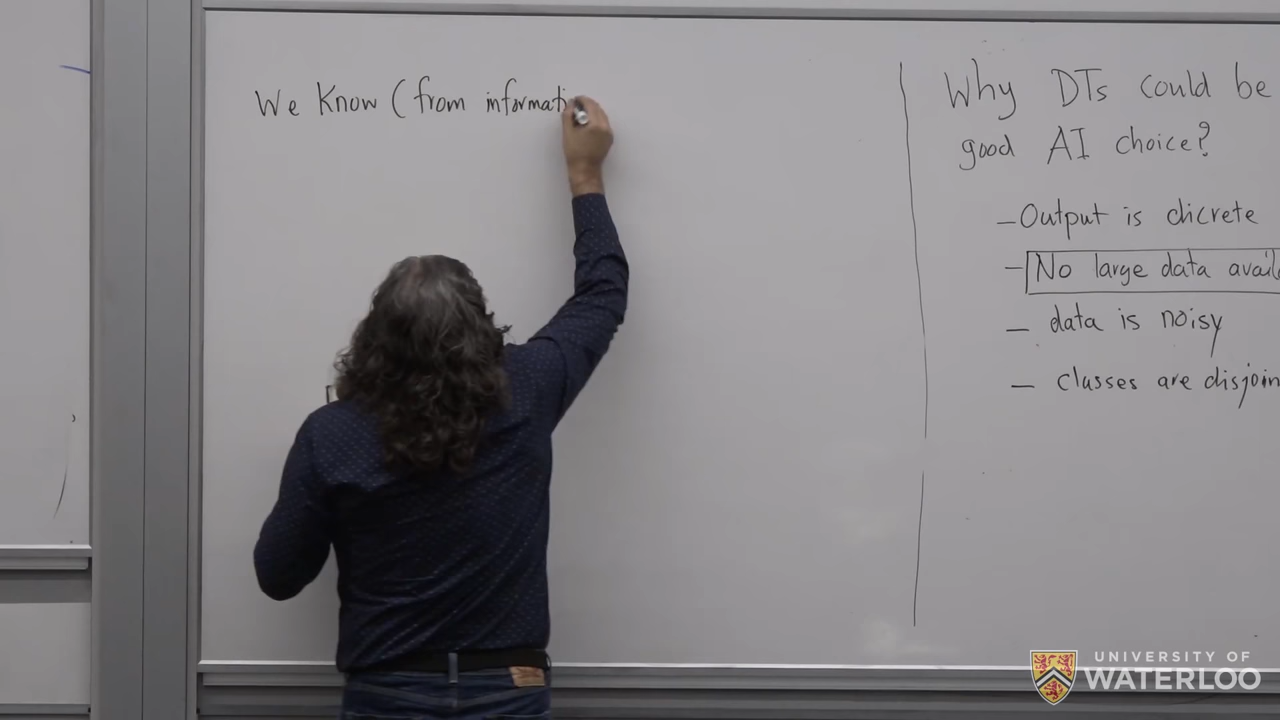 We Know (from informati
Why DTs could be
good AI choice?
– Output is dicrete
– No large data avail
– data is noisy
– classes are disjoin
UNIVERSITY OF
WATERLOO